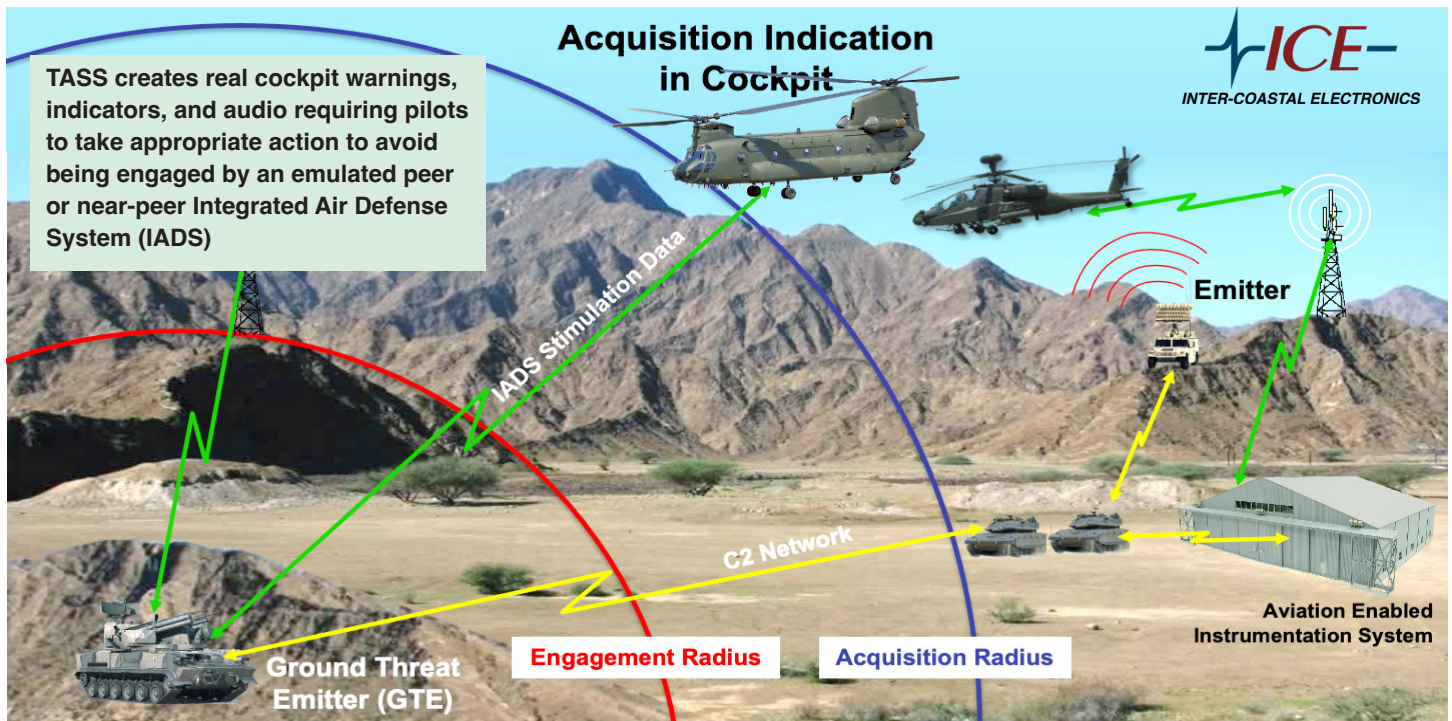 TASS creates real cockpit warnings,
indicators, and audio requiring pilots
to take appropriate action to avoid
being engaged by an emulated peer
or near-peer Integrated Air Defense
System (IADS)
Acquisition Indication
in Cockpit
ICE
INTER-COASTAL ELECTRONICS
IADS Stimulation Data
Emitter
C2 Network
Aviation Enabled
Instrumentation System
Engagement Radius
Acquisition Radius
Ground Threat
Emitter (GTE)